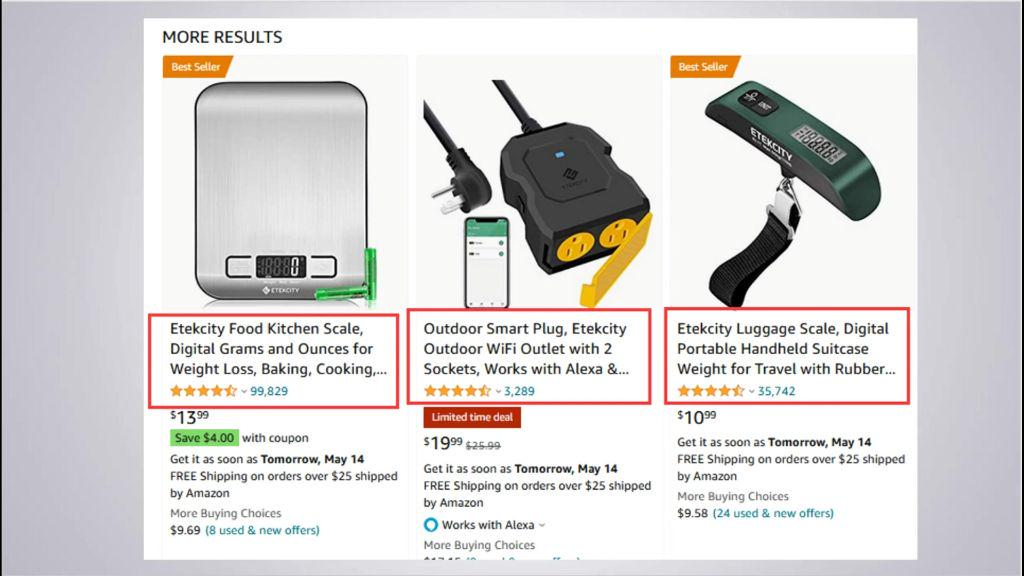 MORE RESULTS
Best Seller
ETEKCITY
Etekcity Food Kitchen Scale,
Digital Grams and Ounces for
Weight Loss, Baking, Cooking,...
99,829
$13.99
Save $4.00 with coupon
Get it as soon as Tomorrow, May 14
FREE Shipping on orders over $25 shipped
by Amazon
More Buying Choices
$9.69 (8 used & new offers)
ETEKCITY
Outdoor Smart Plug, Etekcity
Outdoor WiFi Outlet with 2
Sockets, Works with Alexa &...
3,289
Limited time deal
$19.99 $25.99
Get it as soon as Tomorrow, May 14
FREE Shipping on orders over $25 shipped
by Amazon
Works with Alexa
More Buying Choices
Best Seller
ETEKCITY
Etekcity Luggage Scale, Digital
Portable Handheld Suitcase
Weight for Travel with Rubber...
35,742
$10.99
Get it as soon as Tomorrow, May 14
FREE Shipping on orders over $25 shipped
by Amazon
More Buying Choices
$9.58 (24 used & new offers)